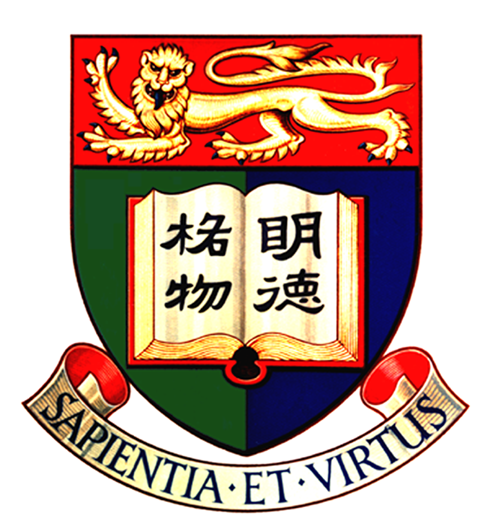 明德
格物
SAPIENTIA · ET · VIRTUS